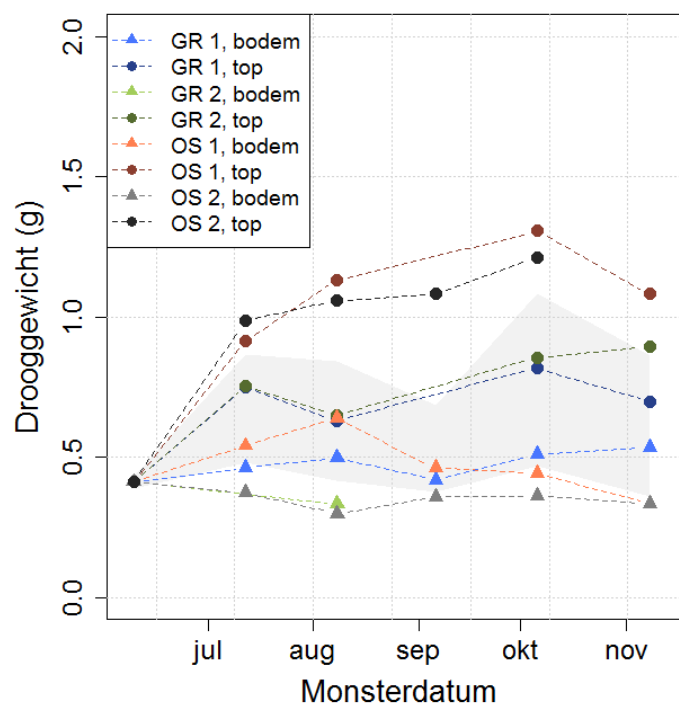 GR 1, bodem
GR 1, top
GR 2, bodem
GR 2, top
OS 1, bodem
OS 1, top
OS 2, bodem
OS 2, top
Drooggewicht (g)
2.0
1.5
1.0
0.5
0.0
jul aug sep okt nov
Monsterdatum